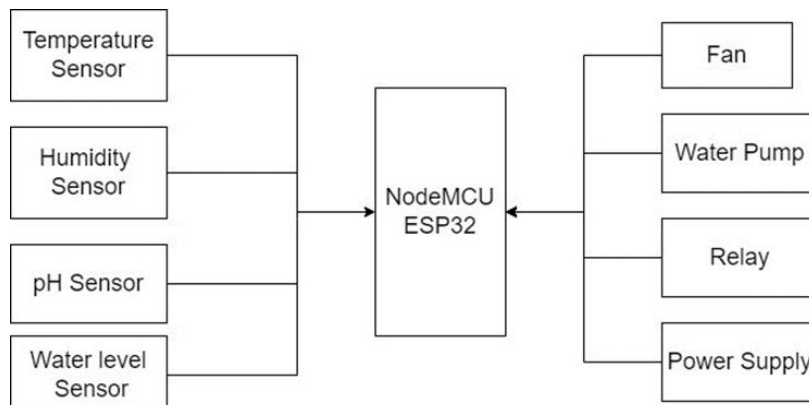 Temperature
Sensor
Humidity
Sensor
pH Sensor
Water level
Sensor
NodeMCU
ESP32
Fan
Water Pump
Relay
Power Supply